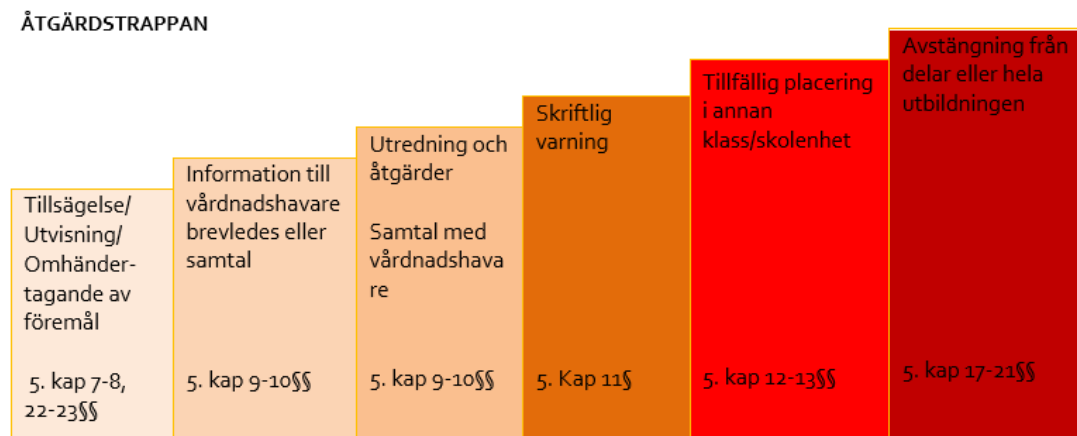 ÅTGÄRDSTRAPPAN
Tillsägelse/
Utvisning/
Omhänder-
tagande av
föremål
5. kap 7-8,
22-23§§
Information till
vårdnadshavare
brevledes eller
samtal
5. kap 9-10§§
Utredning och
åtgärder
Samtal med
vårdnadshava
re
5. kap 9-10§§
Skriftlig
varning
5. Kap 11§
Tillfällig placering
i annan
klass/skolenhet
5. kap 12-13§§
Avstängning från
delar eller hela
utbildningen
5. kap 17-21§§